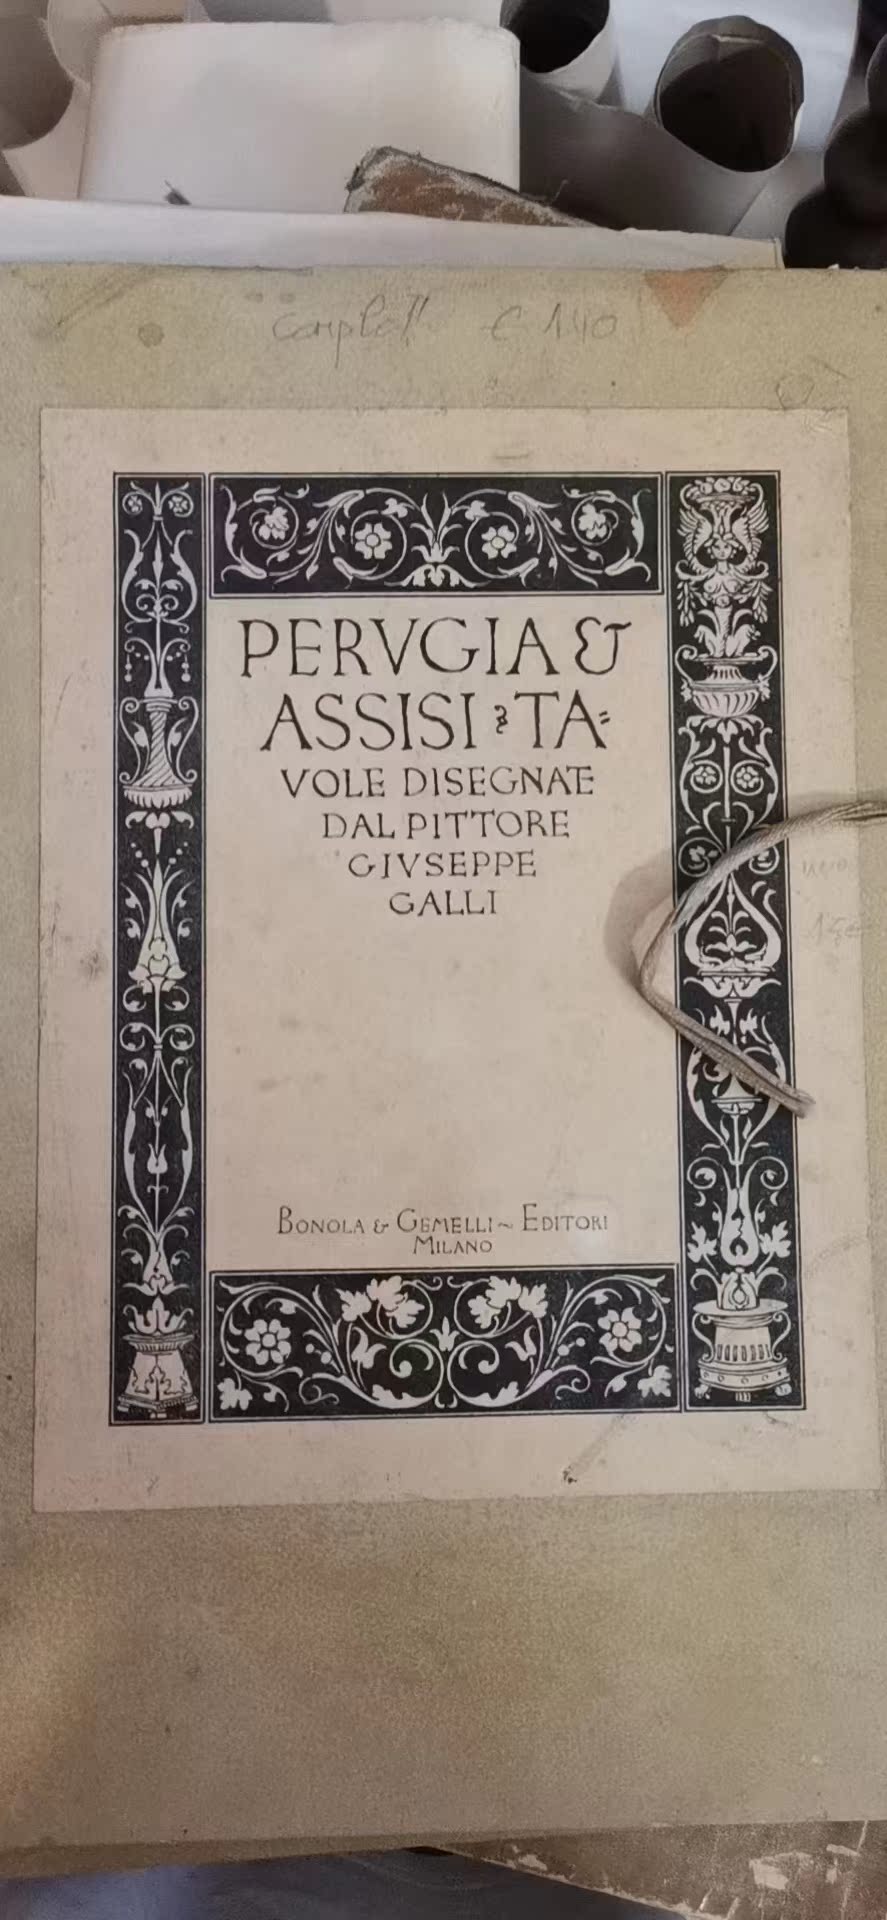 € 140
PERVGIA &
ASSISI TA=
VOLE DISEGNATE
DAL PITTORE
GIVSEPPE
GALLI
BONOLA & GEMELLI ~ EDITORI
MILANO